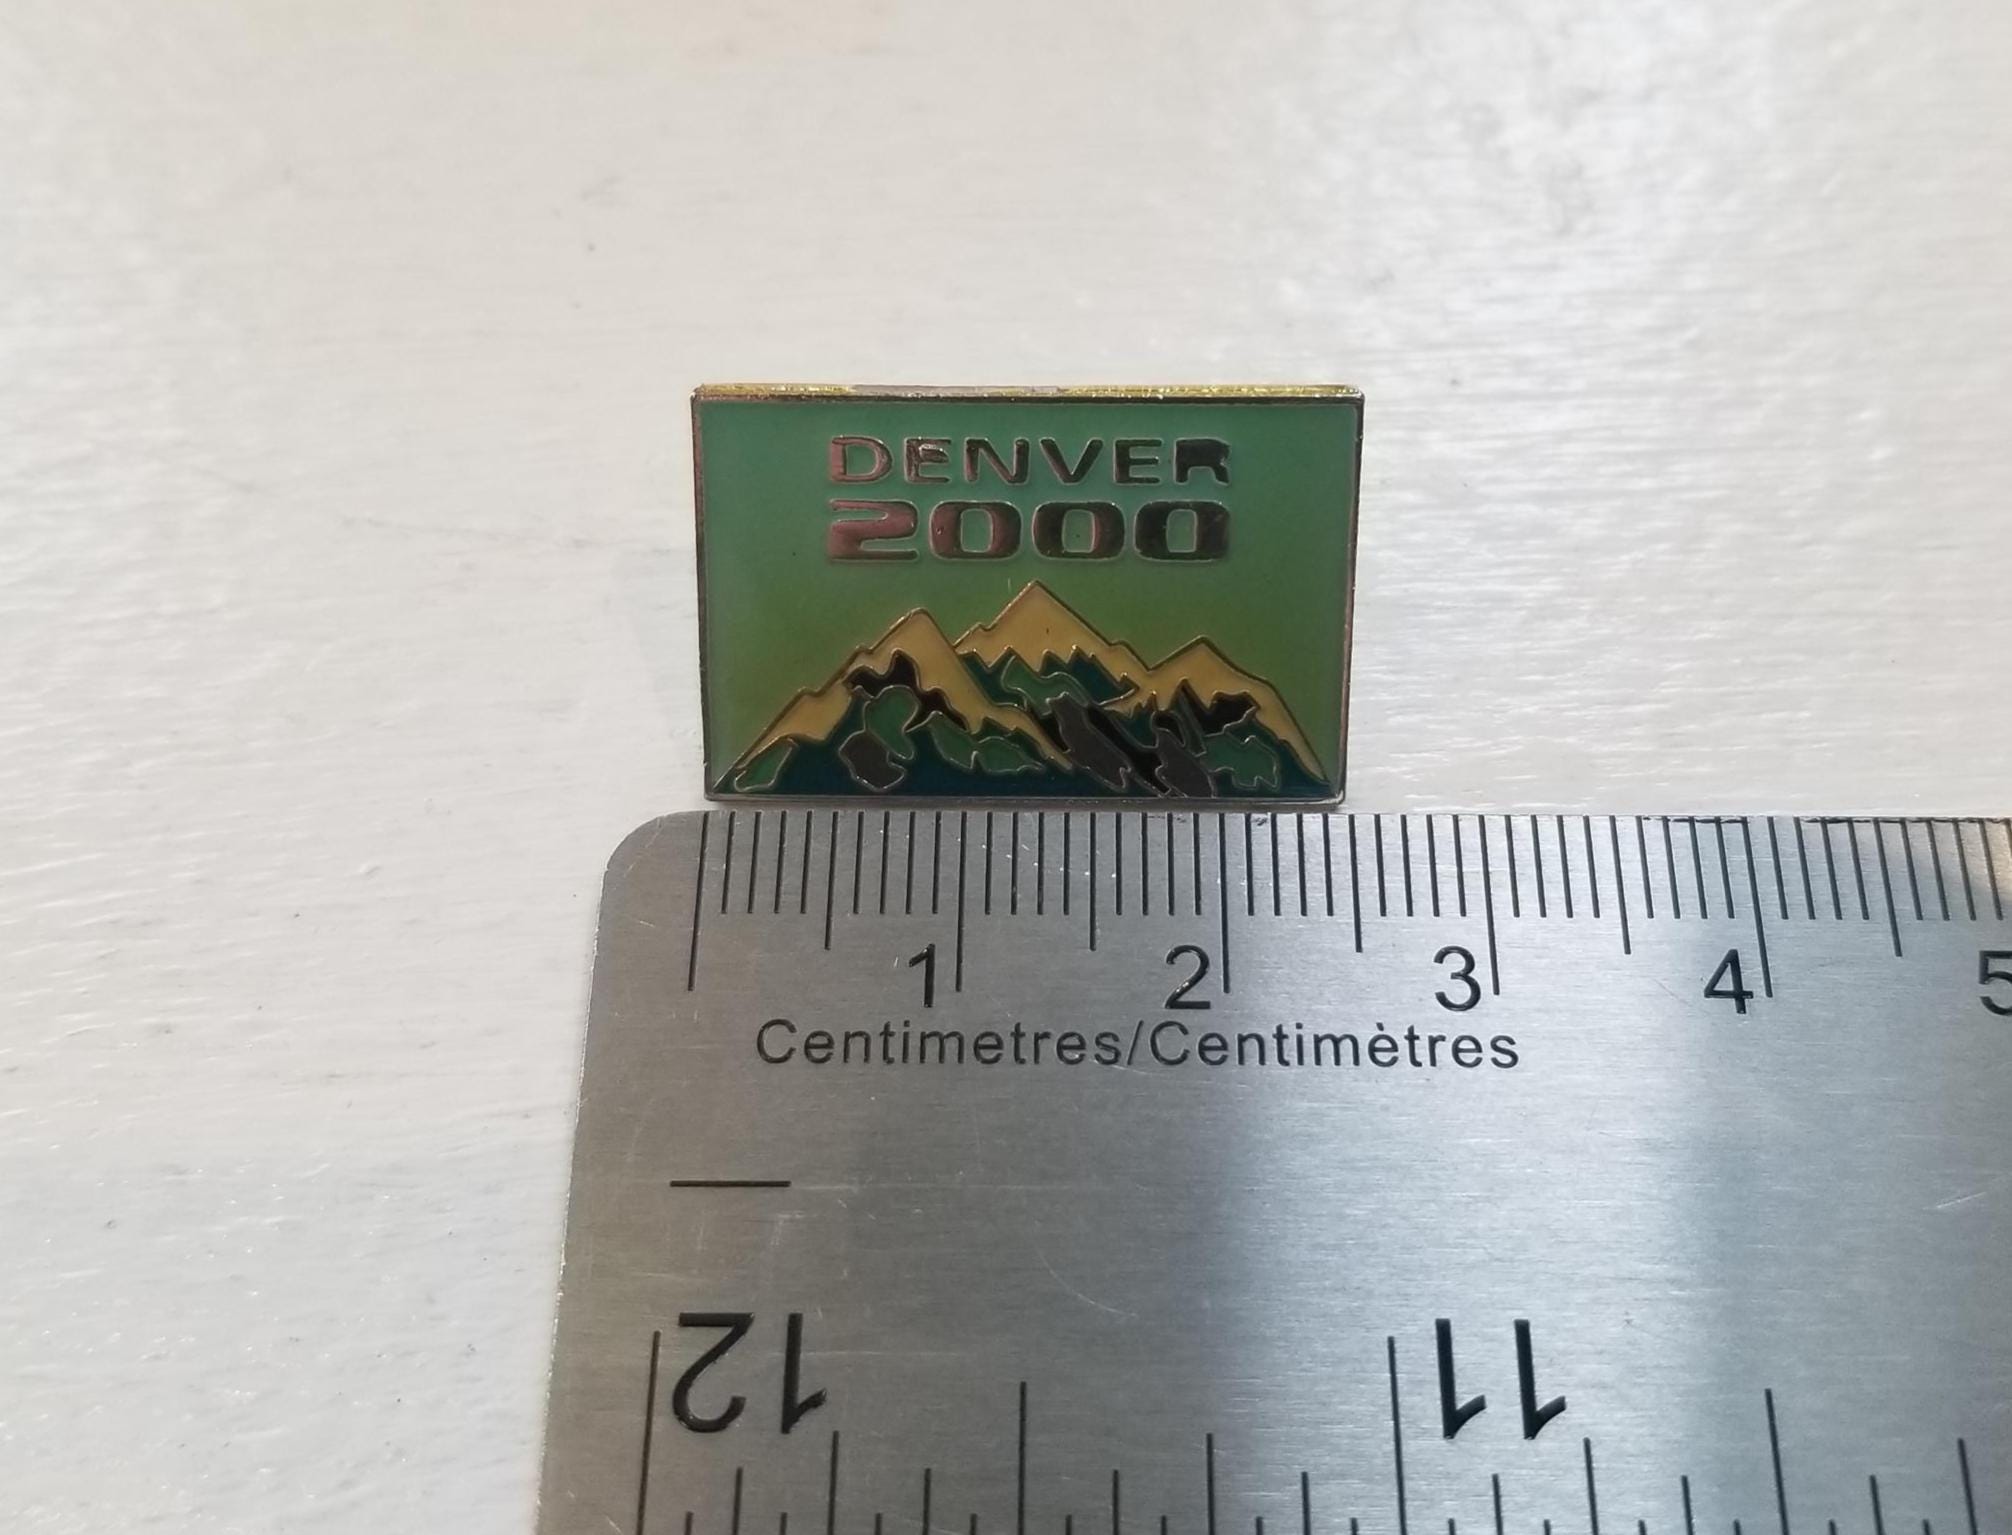 DENVER
2000
1 2 3 4 5
Centimetres/Centimètres
12 11